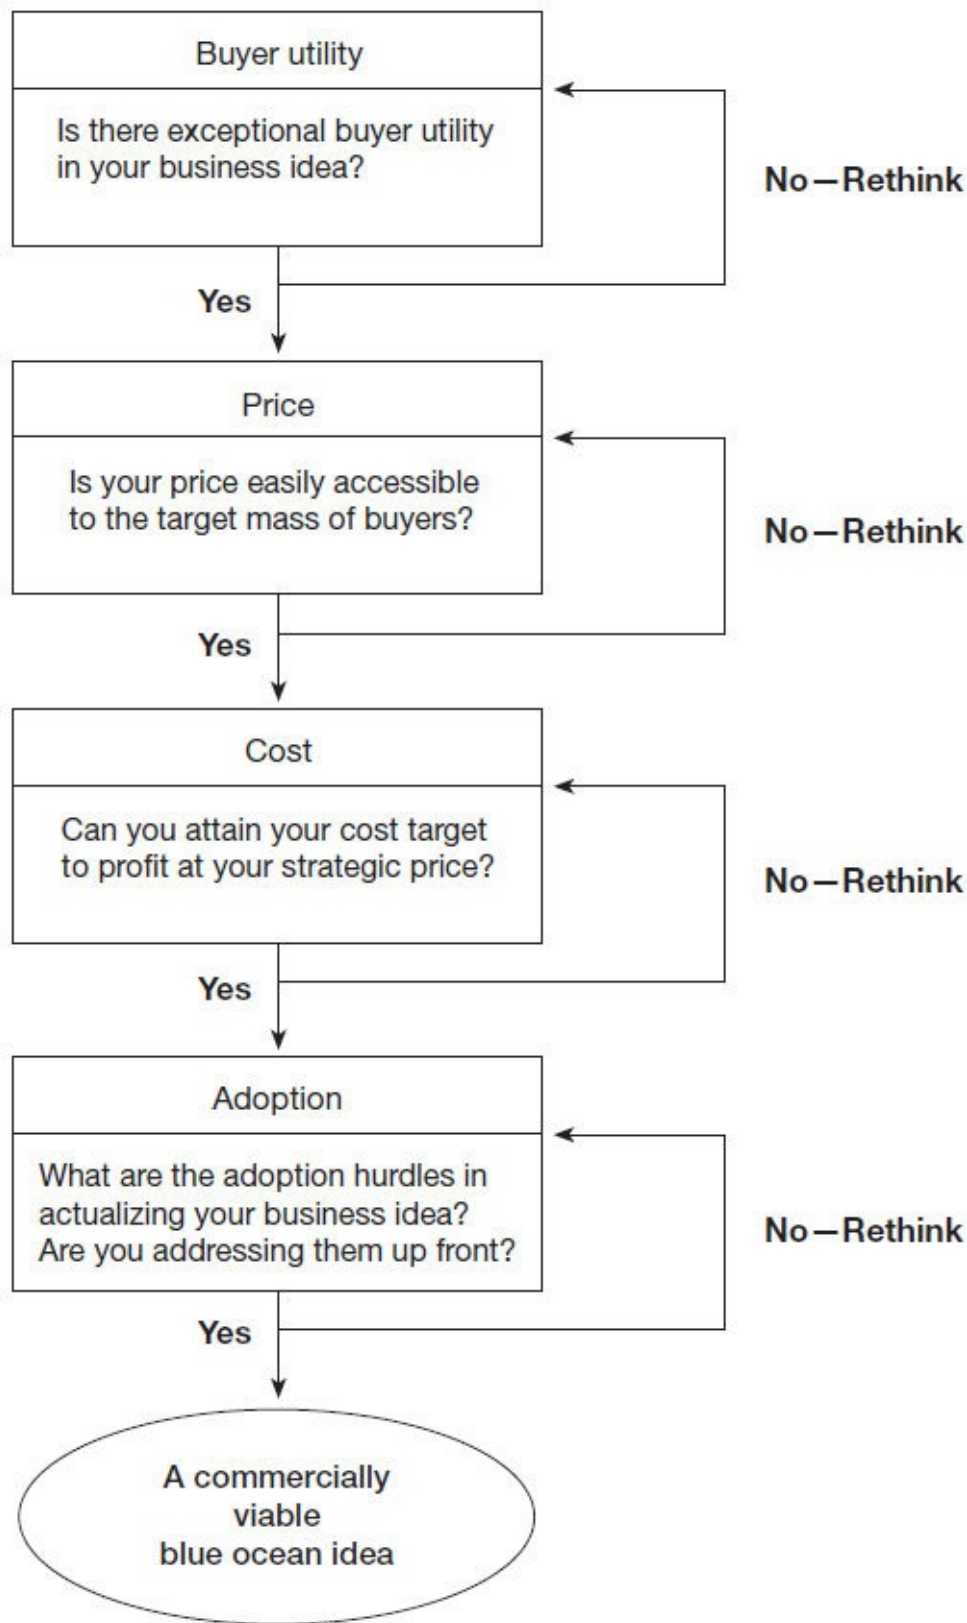 Buyer utility
Is there exceptional buyer utility
in your business idea?
No—Rethink
Yes
Price
Is your price easily accessible
to the target mass of buyers?
No—Rethink
Yes
Cost
Can you attain your cost target
to profit at your strategic price?
No—Rethink
Yes
Adoption
What are the adoption hurdles in
actualizing your business idea?
Are you addressing them up front?
No—Rethink
Yes
A commercially
viable
blue ocean idea